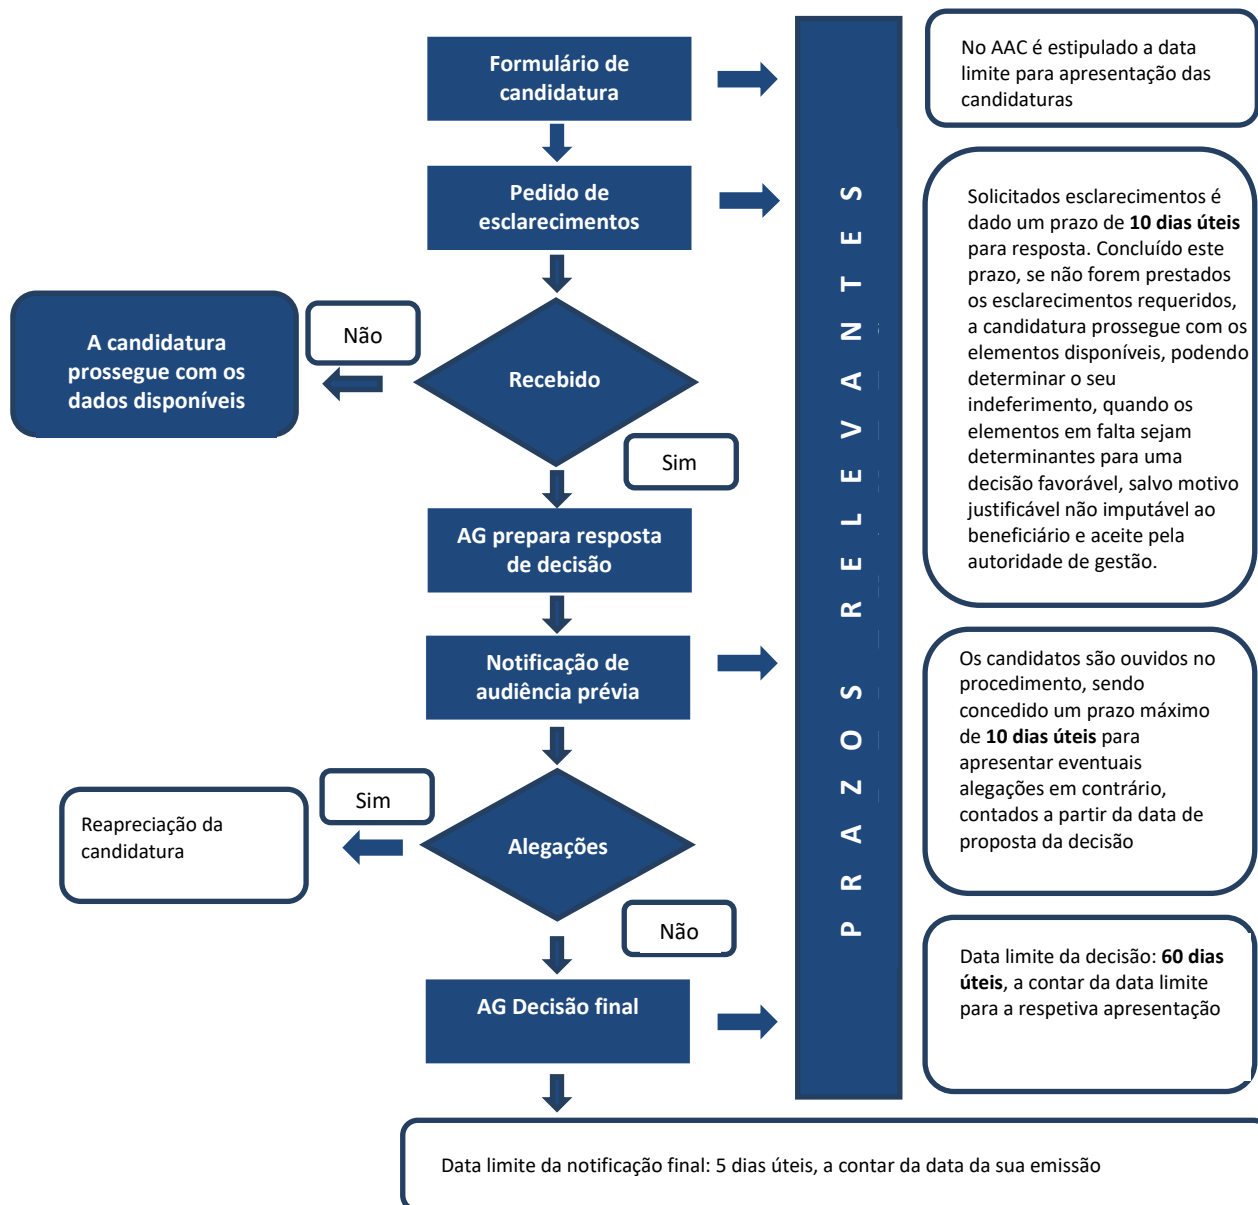 Formulário de
candidatura
No AAC é estipulado a data
limite para apresentação das
candidaturas
Pedido de
esclarecimentos
Solicitados esclarecimentos é
dado um prazo de 10 dias úteis
para resposta. Concluído este
prazo, se não forem prestados
os esclarecimentos requeridos,
a candidatura prossegue com os
elementos disponíveis, podendo
determinar o seu
indeferimento, quando os
elementos em falta sejam
determinantes para uma
decisão favorável, salvo motivo
justificável não imputável ao
beneficiário e aceite pela
autoridade de gestão.
A candidatura
prossegue com os
dados disponíveis
Não
Recebido
Sim
AG prepara resposta
de decisão
Notificação de
audiência prévia
Os candidatos são ouvidos no
procedimento, sendo
concedido um prazo máximo
de 10 dias úteis para
apresentar eventuais
alegações em contrário,
contados a partir da data de
proposta da decisão
Reapreciação da
candidatura
Sim
Alegações
Não
AG Decisão final
Data limite da decisão: 60 dias
úteis, a contar da data limite
para a respetiva apresentação
PRAZOS RELEVANTES
Data limite da notificação final: 5 dias úteis, a contar da data da sua emissão